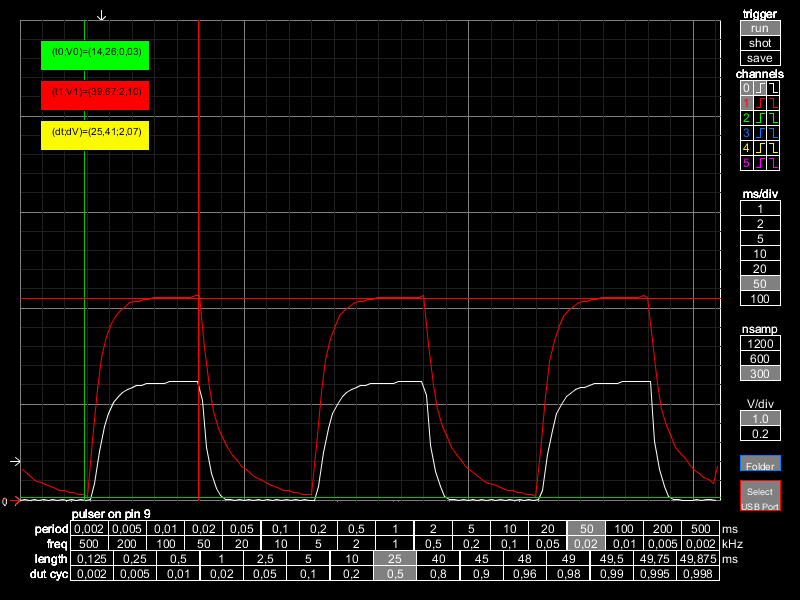 trigger
run
shot
save
channels
0
1
2
3
4
5
(t0;V0)=(14,26;0,03)
(t1;V1)=(39,67;2,10)
(dt;dV)=(25,41;2,07)
ms/div
1
2
5
10
20
50
100
nsamp
1200
600
300
V/div
1.0
0.2
Folder
Select
USB Port
0
pulser on pin 9
period 0,002 0,005 0,01 0,02 0,05 0,1 0,2 0,5 1 2 5 10 20 50 100 200 500 ms
freq 500 200 100 50 20 10 5 2 1 0,5 0,2 0,1 0,05 0,02 0,01 0,005 0,002 kHz
length 0,125 0,25 0,5 1 2,5 5 10 25 40 45 48 49 49,5 49,75 49,875 ms
dut cyc 0,002 0,005 0,01 0,02 0,05 0,1 0,2 0,5 0,8 0,9 0,96 0,98 0,99 0,995 0,998